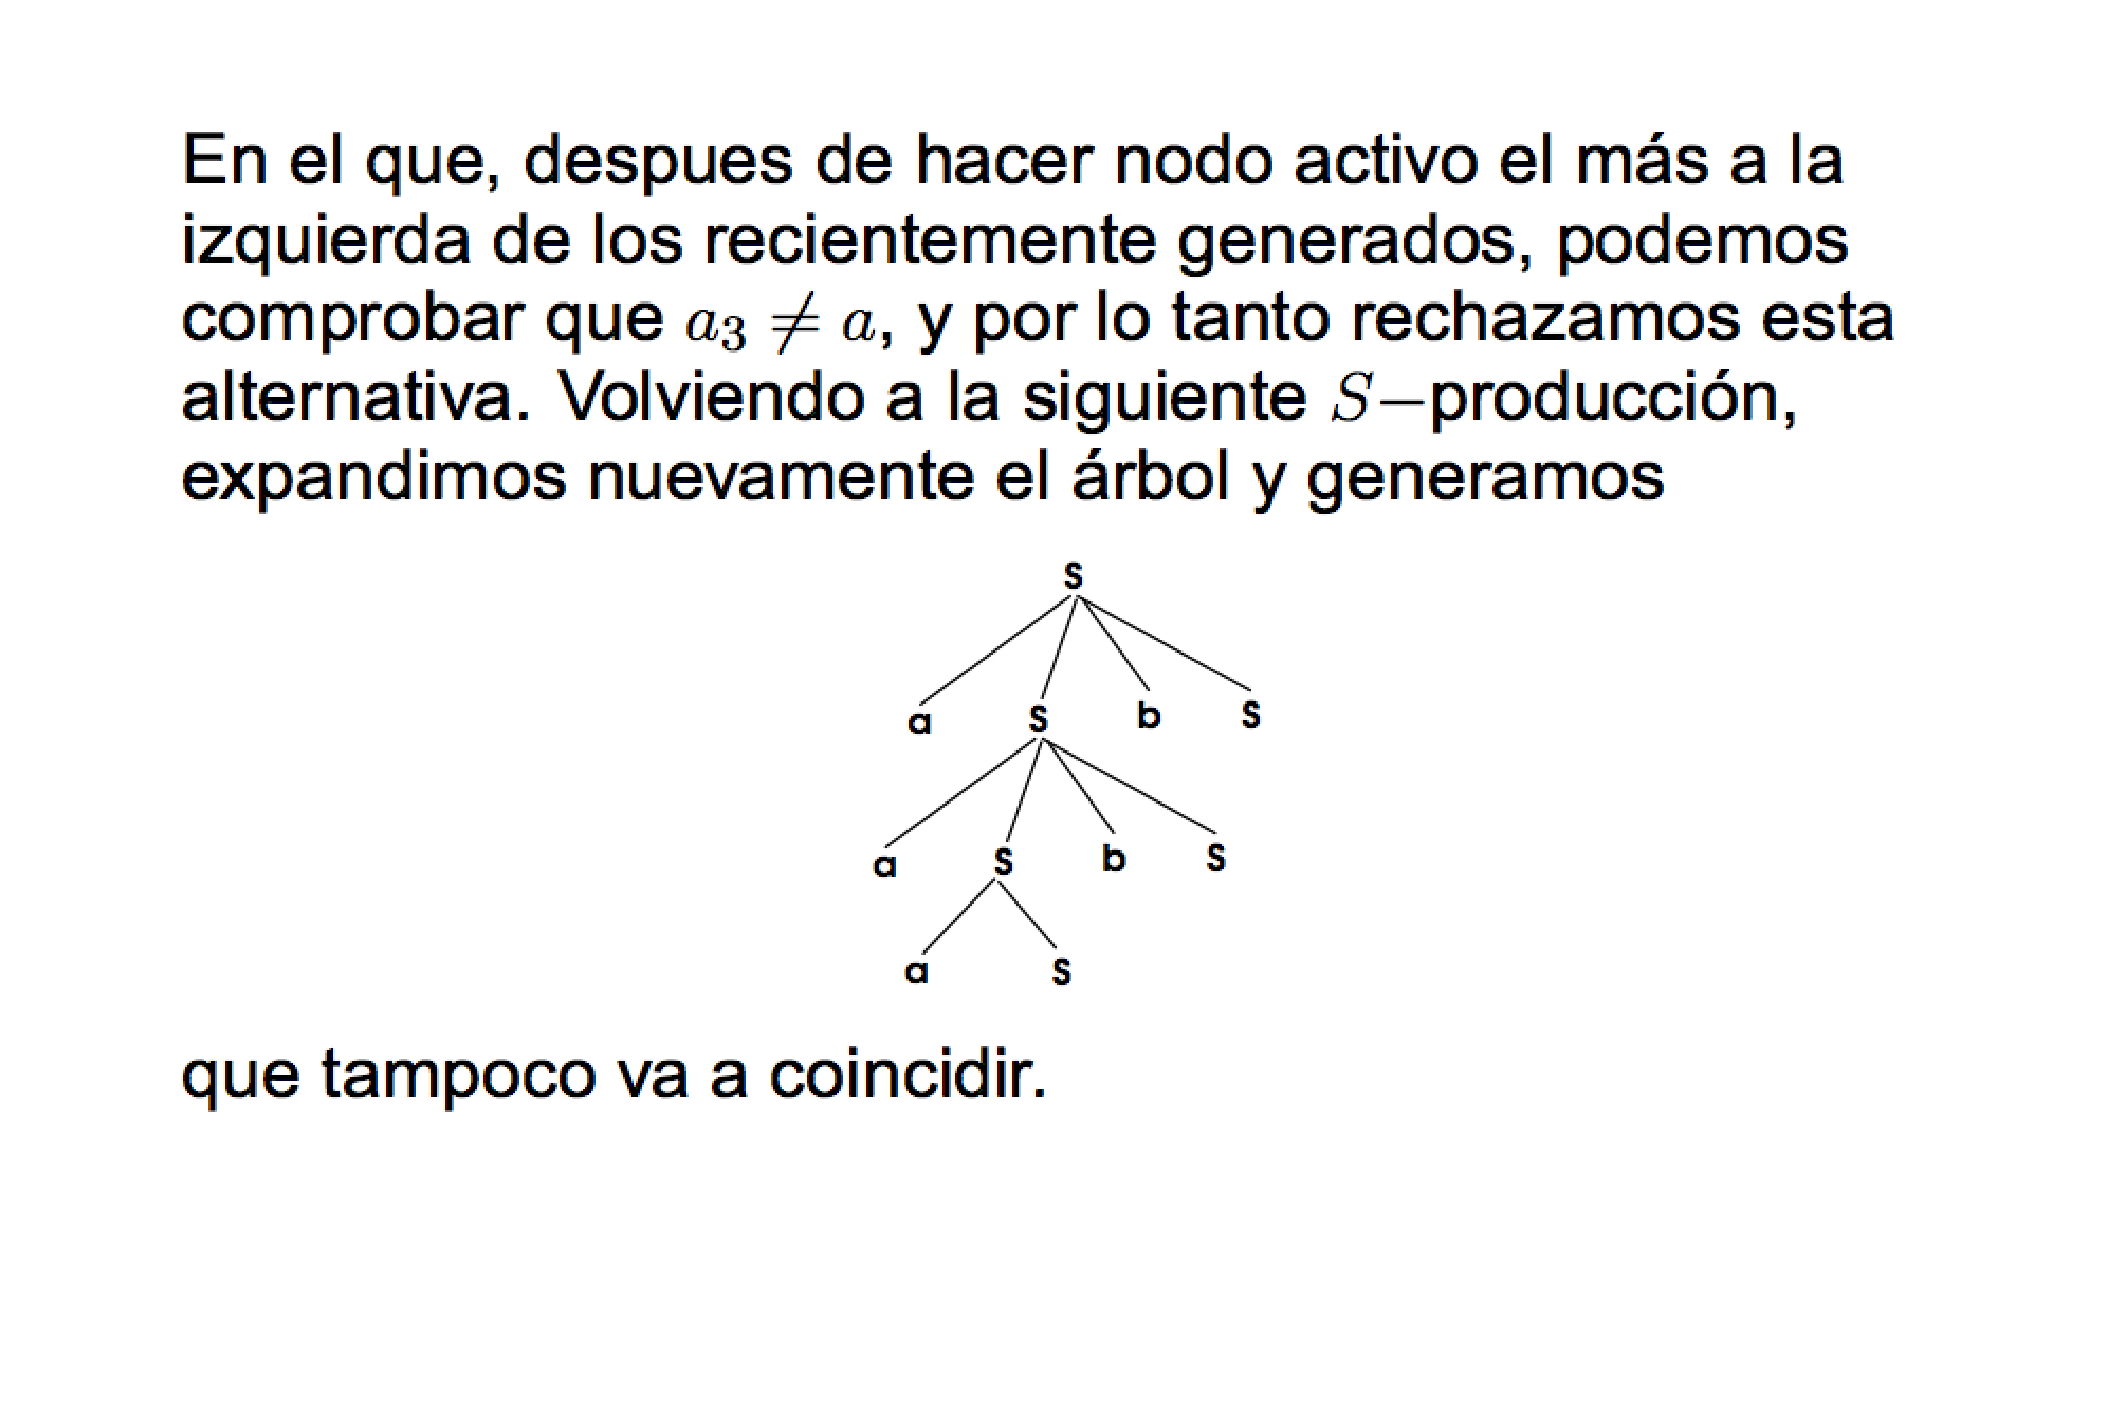 En el que, despues de hacer nodo activo el más a la
izquierda de los recientemente generados, podemos
comprobar que a₃ ≠ a, y por lo tanto rechazamos esta
alternativa. Volviendo a la siguiente S−producción,
expandimos nuevamente el árbol y generamos
S
a S b S
a S b S
a S
que tampoco va a coincidir.